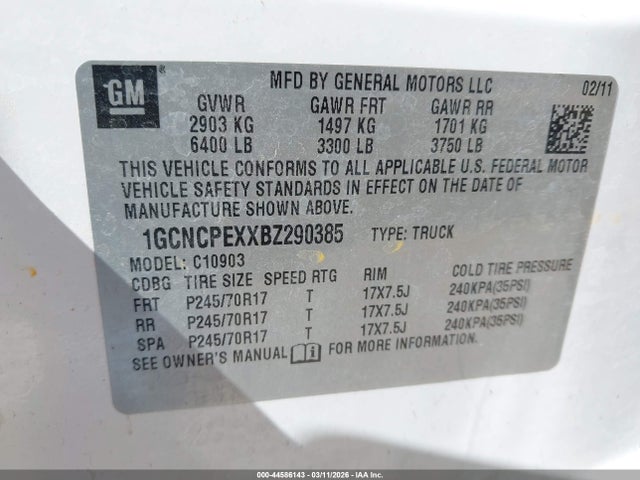 GM
MFD BY GENERAL MOTORS LLC 02/11
GVWR GAWR FRT GAWR RR
2903 KG 1497 KG 1701 KG
6400 LB 3300 LB 3750 LB
THIS VEHICLE CONFORMS TO ALL APPLICABLE U.S. FEDERAL MOTOR
VEHICLE SAFETY STANDARDS IN EFFECT ON THE DATE OF
MANUFACTURE SHOWN ABOVE.
1GCNCPEXXBZ290385 TYPE: TRUCK
MODEL: C10903
CDBG TIRE SIZE SPEED RTG RIM COLD TIRE PRESSURE
FRT P245/70R17 T 17X7.5J 240KPA(35PSI)
RR P245/70R17 T 17X7.5J 240KPA(35PSI)
SPA P245/70R17 T 17X7.5J 240KPA(35PSI)
SEE OWNER'S MANUAL i FOR MORE INFORMATION.
000-44586143 - 03/11/2026 - IAA Inc.